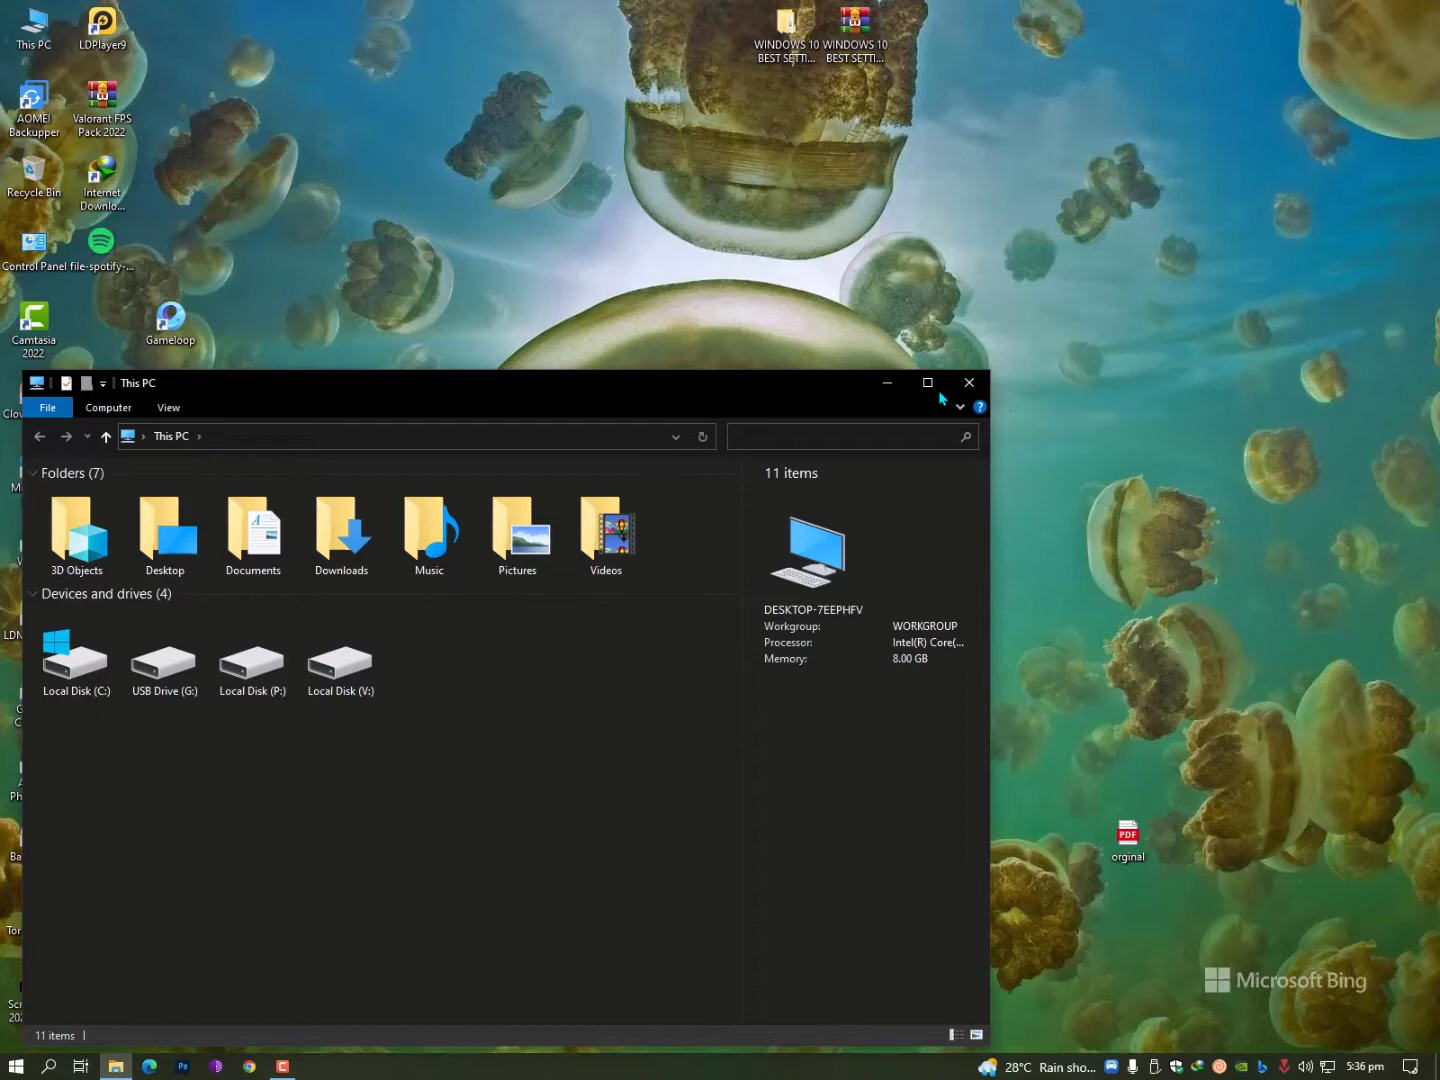 This PC
LDPlayer9
WINDOWS 10
BEST SETTI...
WINDOWS 10
BEST SETTI...
AOMEI
Backupper
Valorant FPS
Pack 2022
Recycle Bin
Internet
Downlo...
Control Panel
file-spotify-...
Camtasia
2022
Gameloop
This PC
File
Computer
View
This PC
Folders (7)
11 items
3D Objects
Desktop
Documents
Downloads
Music
Pictures
Videos
Devices and drives (4)
DESKTOP-7EEPHFV
Workgroup:
WORKGROUP
Processor:
Intel(R) Core(...
Memory:
8.00 GB
Local Disk (C:)
USB Drive (G:)
Local Disk (P:)
Local Disk (V:)
PDF
orginal
Microsoft Bing
11 items
Ps
28°C Rain sho...
5:36 pm